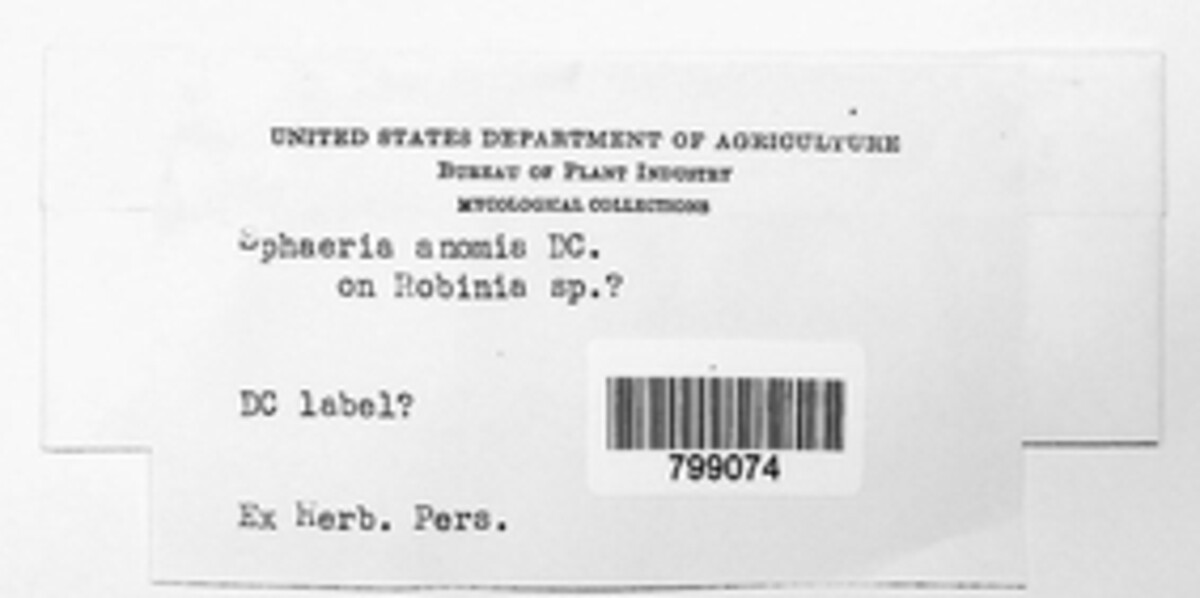 UNITED STATES DEPARTMENT OF AGRICULTURE
BUREAU OF PLANT INDUSTRY
MYCOLOGICAL COLLECTIONS
Sphaeria anomia DC.
on Robinia sp.?
DC label?
799074
Ex Herb. Pers.